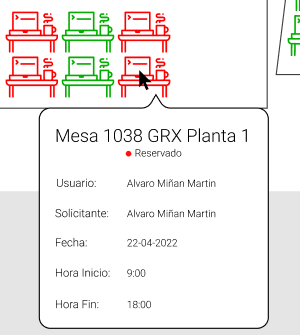 Mesa 1038 GRX Planta 1
Reservado
Usuario: Alvaro Miñan Martin
Solicitante: Alvaro Miñan Martin
Fecha: 22-04-2022
Hora Inicio: 9:00
Hora Fin: 18:00